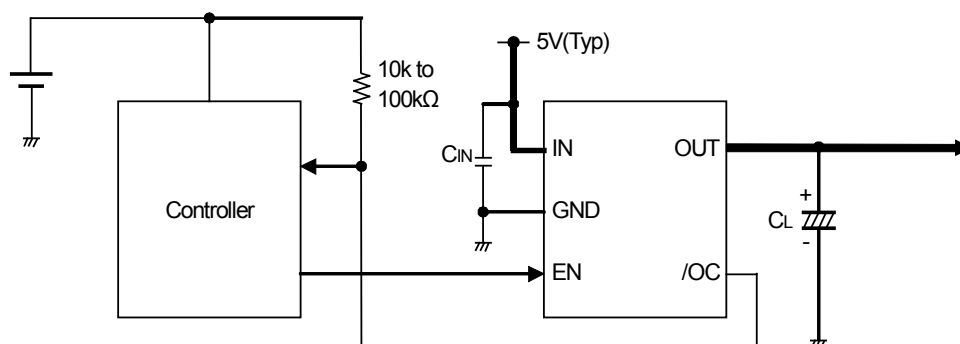 5V(Typ)
10k to
100kΩ
CIN
IN
OUT
Controller
GND
+
CL
-
EN
/OC